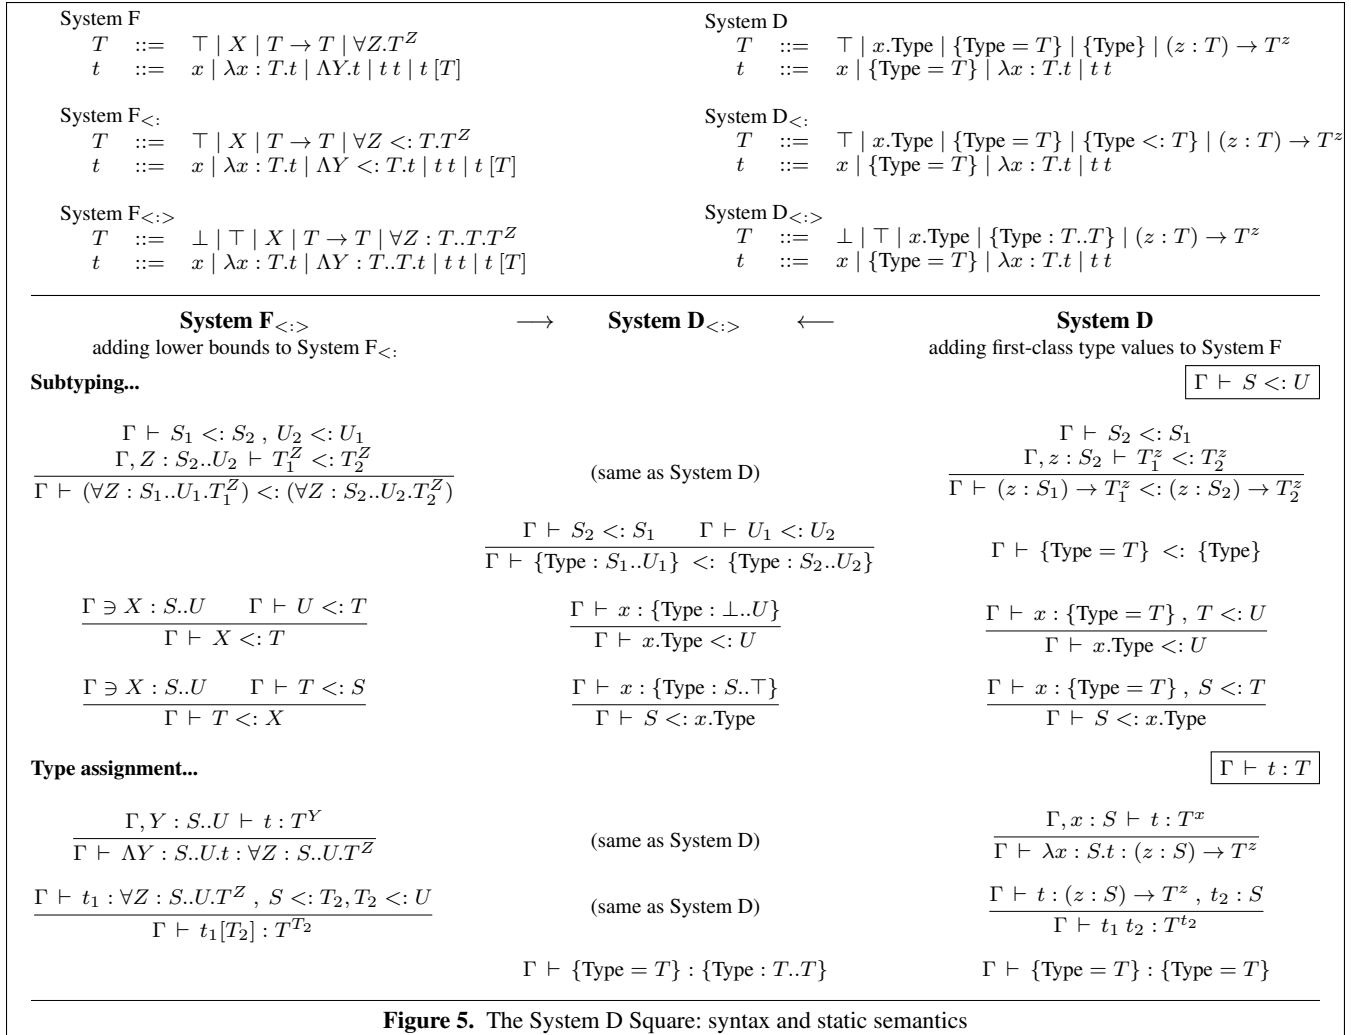 System F
T ::= ⊤ | X | T → T | ∀Z.T^Z
t ::= x | λx : T.t | ΛY.t | t t | t [T]
System F<:
T ::= ⊤ | X | T → T | ∀Z <: T.T^Z
t ::= x | λx : T.t | ΛY <: T.t | t t | t [T]
System F<:>
T ::= ⊥ | ⊤ | X | T → T | ∀Z : T..T.T^Z
t ::= x | λx : T.t | ΛY : T..T.t | t t | t [T]
System D
T ::= ⊤ | x.Type | {Type = T} | {Type} | (z : T) → T^z
t ::= x | {Type = T} | λx : T.t | t t
System D<:
T ::= ⊤ | x.Type | {Type = T} | {Type <: T} | (z : T) → T^z
t ::= x | {Type = T} | λx : T.t | t t
System D<:>
T ::= ⊥ | ⊤ | x.Type | {Type : T..T} | (z : T) → T^z
t ::= x | {Type = T} | λx : T.t | t t
System F<:> → System D<:> ← System D
adding lower bounds to System F<: adding first-class type values to System F
Subtyping... Γ ⊢ S <: U
Γ ⊢ S₁ <: S₂ , U₂ <: U₁
Γ, Z : S₂..U₂ ⊢ T₁^Z <: T₂^Z
Γ ⊢ (∀Z : S₁..U₁.T₁^Z) <: (∀Z : S₂..U₂.T₂^Z)
(same as System D)
Γ ⊢ S₂ <: S₁
Γ, z : S₂ ⊢ T₁^z <: T₂^z
Γ ⊢ (z : S₁) → T₁^z <: (z : S₂) → T₂^z
Γ ⊢ S₂ <: S₁ Γ ⊢ U₁ <: U₂
Γ ⊢ {Type : S₁..U₁} <: {Type : S₂..U₂}
Γ ⊢ {Type = T} <: {Type}
Γ ∋ X : S..U Γ ⊢ U <: T
Γ ⊢ X <: T
Γ ⊢ x : {Type : ⊥..U}
Γ ⊢ x.Type <: U
Γ ⊢ x : {Type = T} , T <: U
Γ ⊢ x.Type <: U
Γ ∋ X : S..U Γ ⊢ T <: S
Γ ⊢ T <: X
Γ ⊢ x : {Type : S..⊤}
Γ ⊢ S <: x.Type
Γ ⊢ x : {Type = T} , S <: T
Γ ⊢ S <: x.Type
Type assignment... Γ ⊢ t : T
Γ, Y : S..U ⊢ t : T^Y
Γ ⊢ ΛY : S..U.t : ∀Z : S..U.T^Z
(same as System D)
Γ, x : S ⊢ t : T^x
Γ ⊢ λx : S.t : (z : S) → T^z
Γ ⊢ t₁ : ∀Z : S..U.T^Z , S <: T₂, T₂ <: U
Γ ⊢ t₁[T₂] : T^T₂
(same as System D)
Γ ⊢ t : (z : S) → T^z , t₂ : S
Γ ⊢ t₁ t₂ : T^t₂
Γ ⊢ {Type = T} : {Type : T..T}
Γ ⊢ {Type = T} : {Type = T}
Figure 5. The System D Square: syntax and static semantics